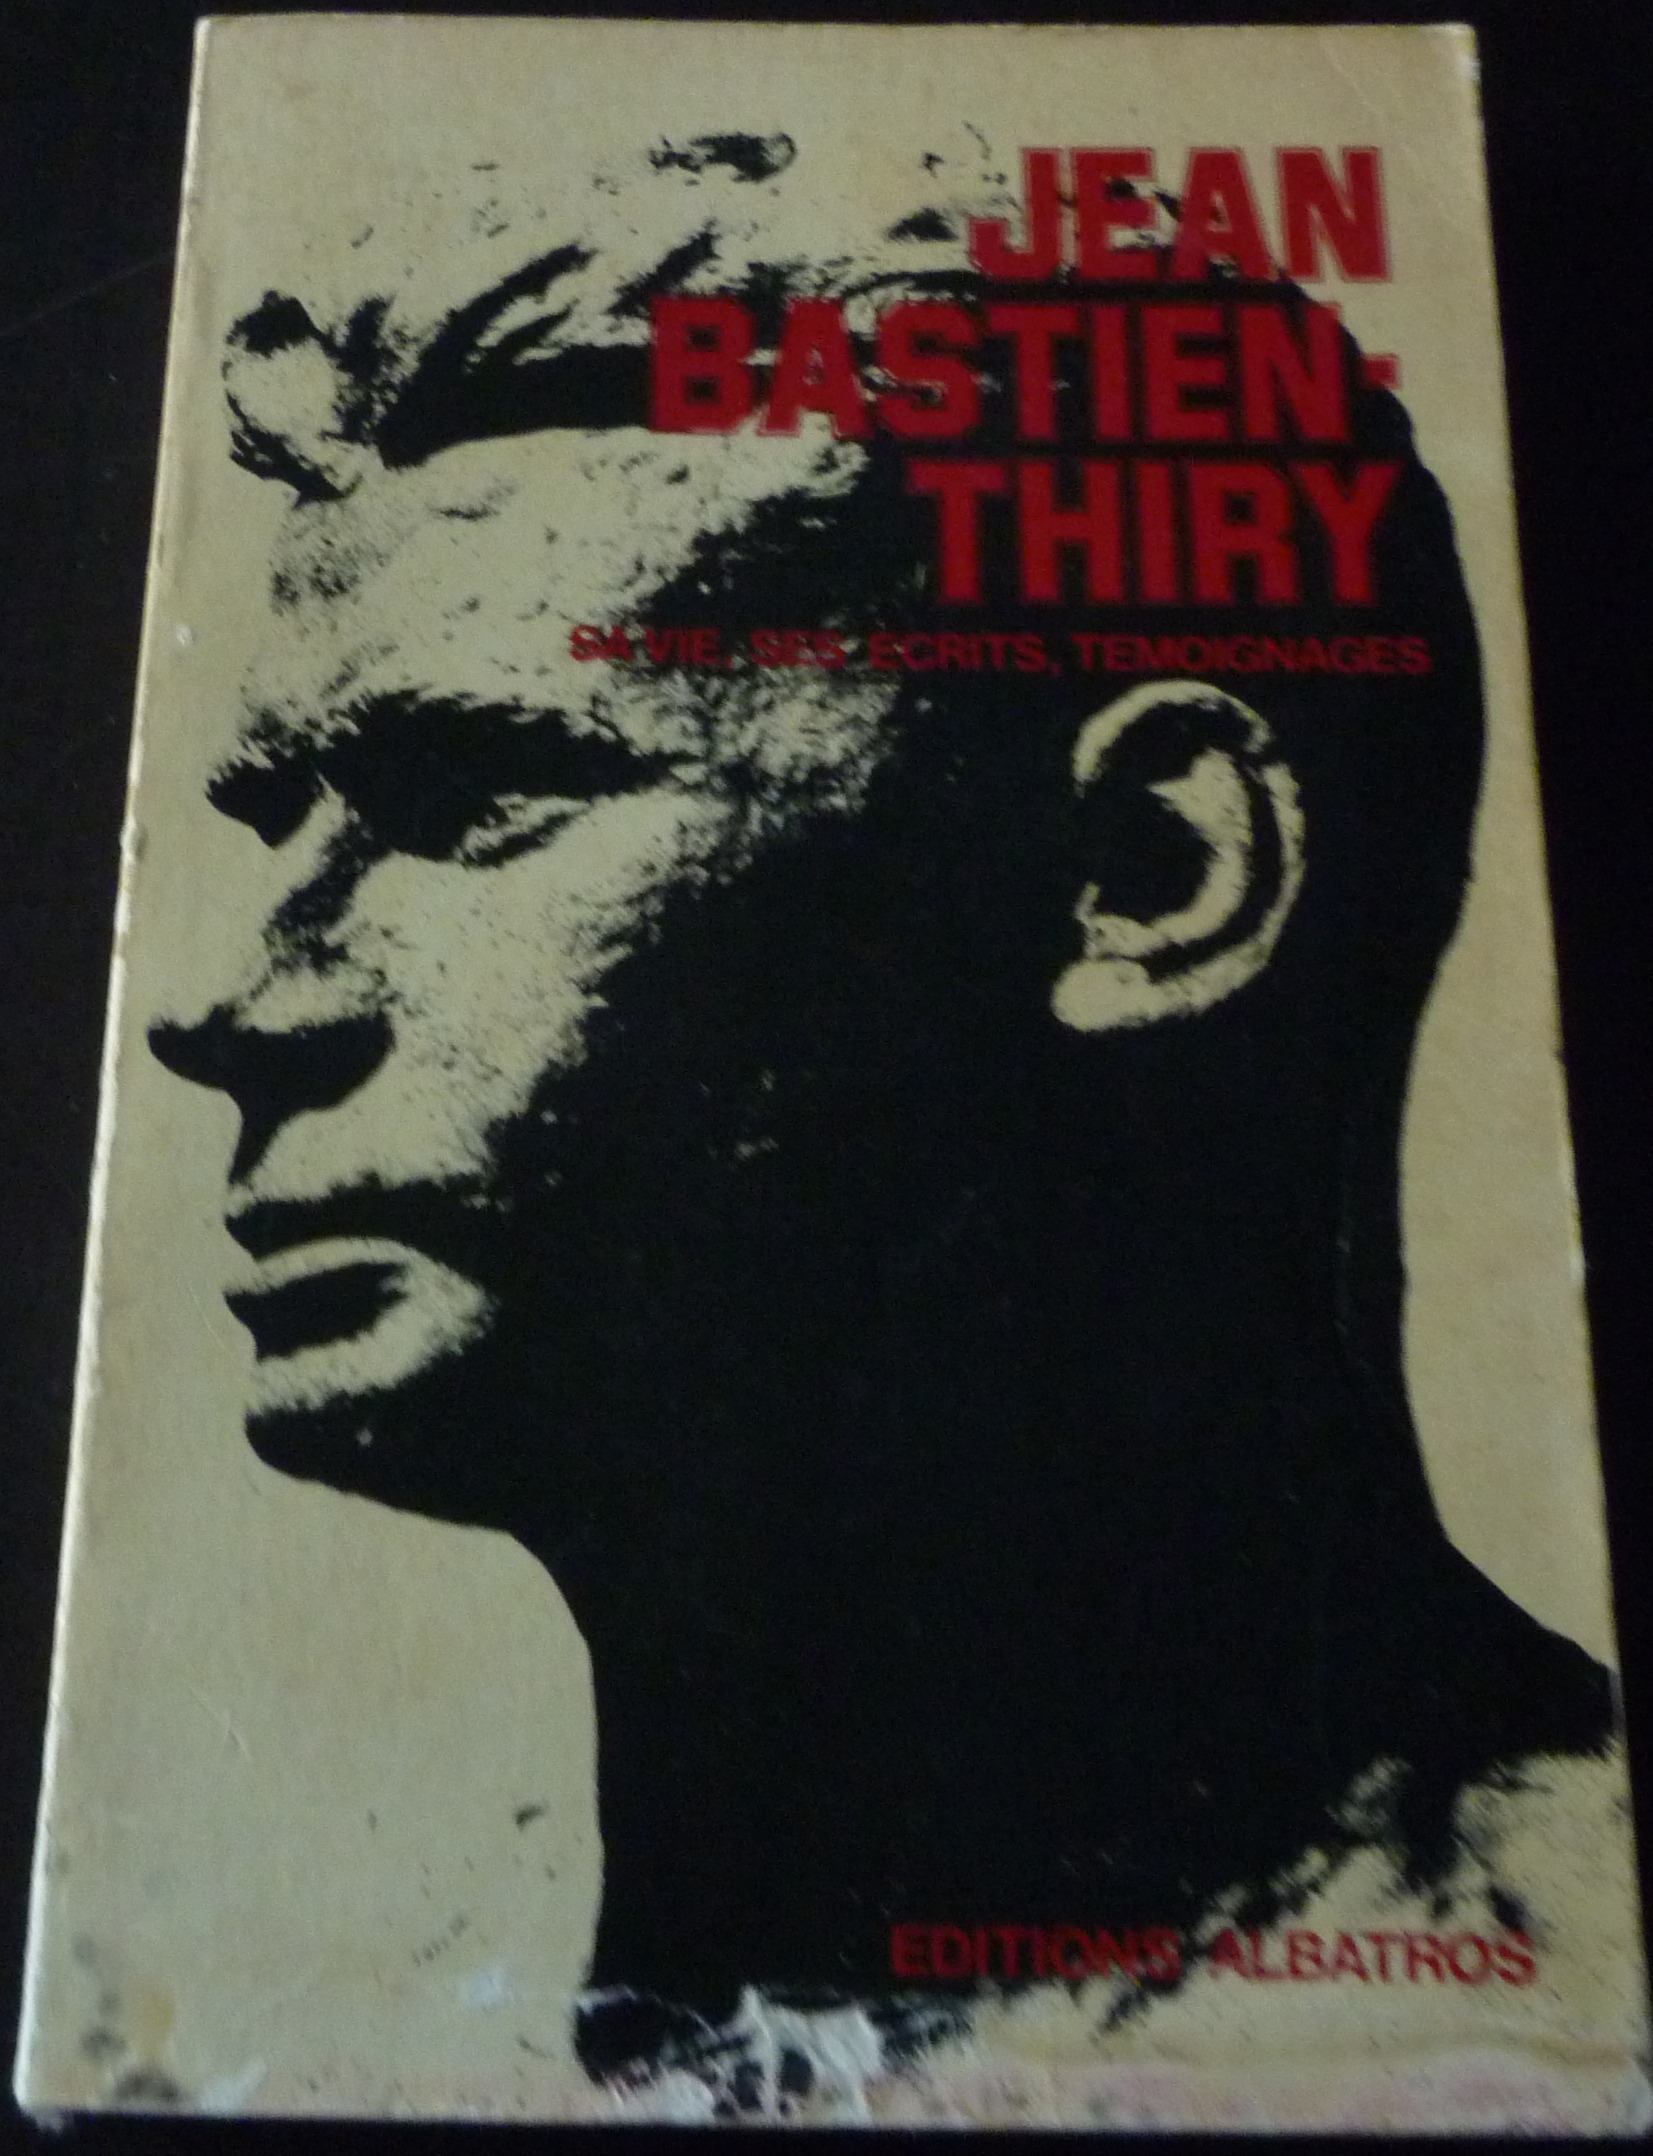 JEAN
BASTIEN-
THIRY
SA VIE, SES ECRITS, TEMOIGNAGES
EDITIONS ALBATROS